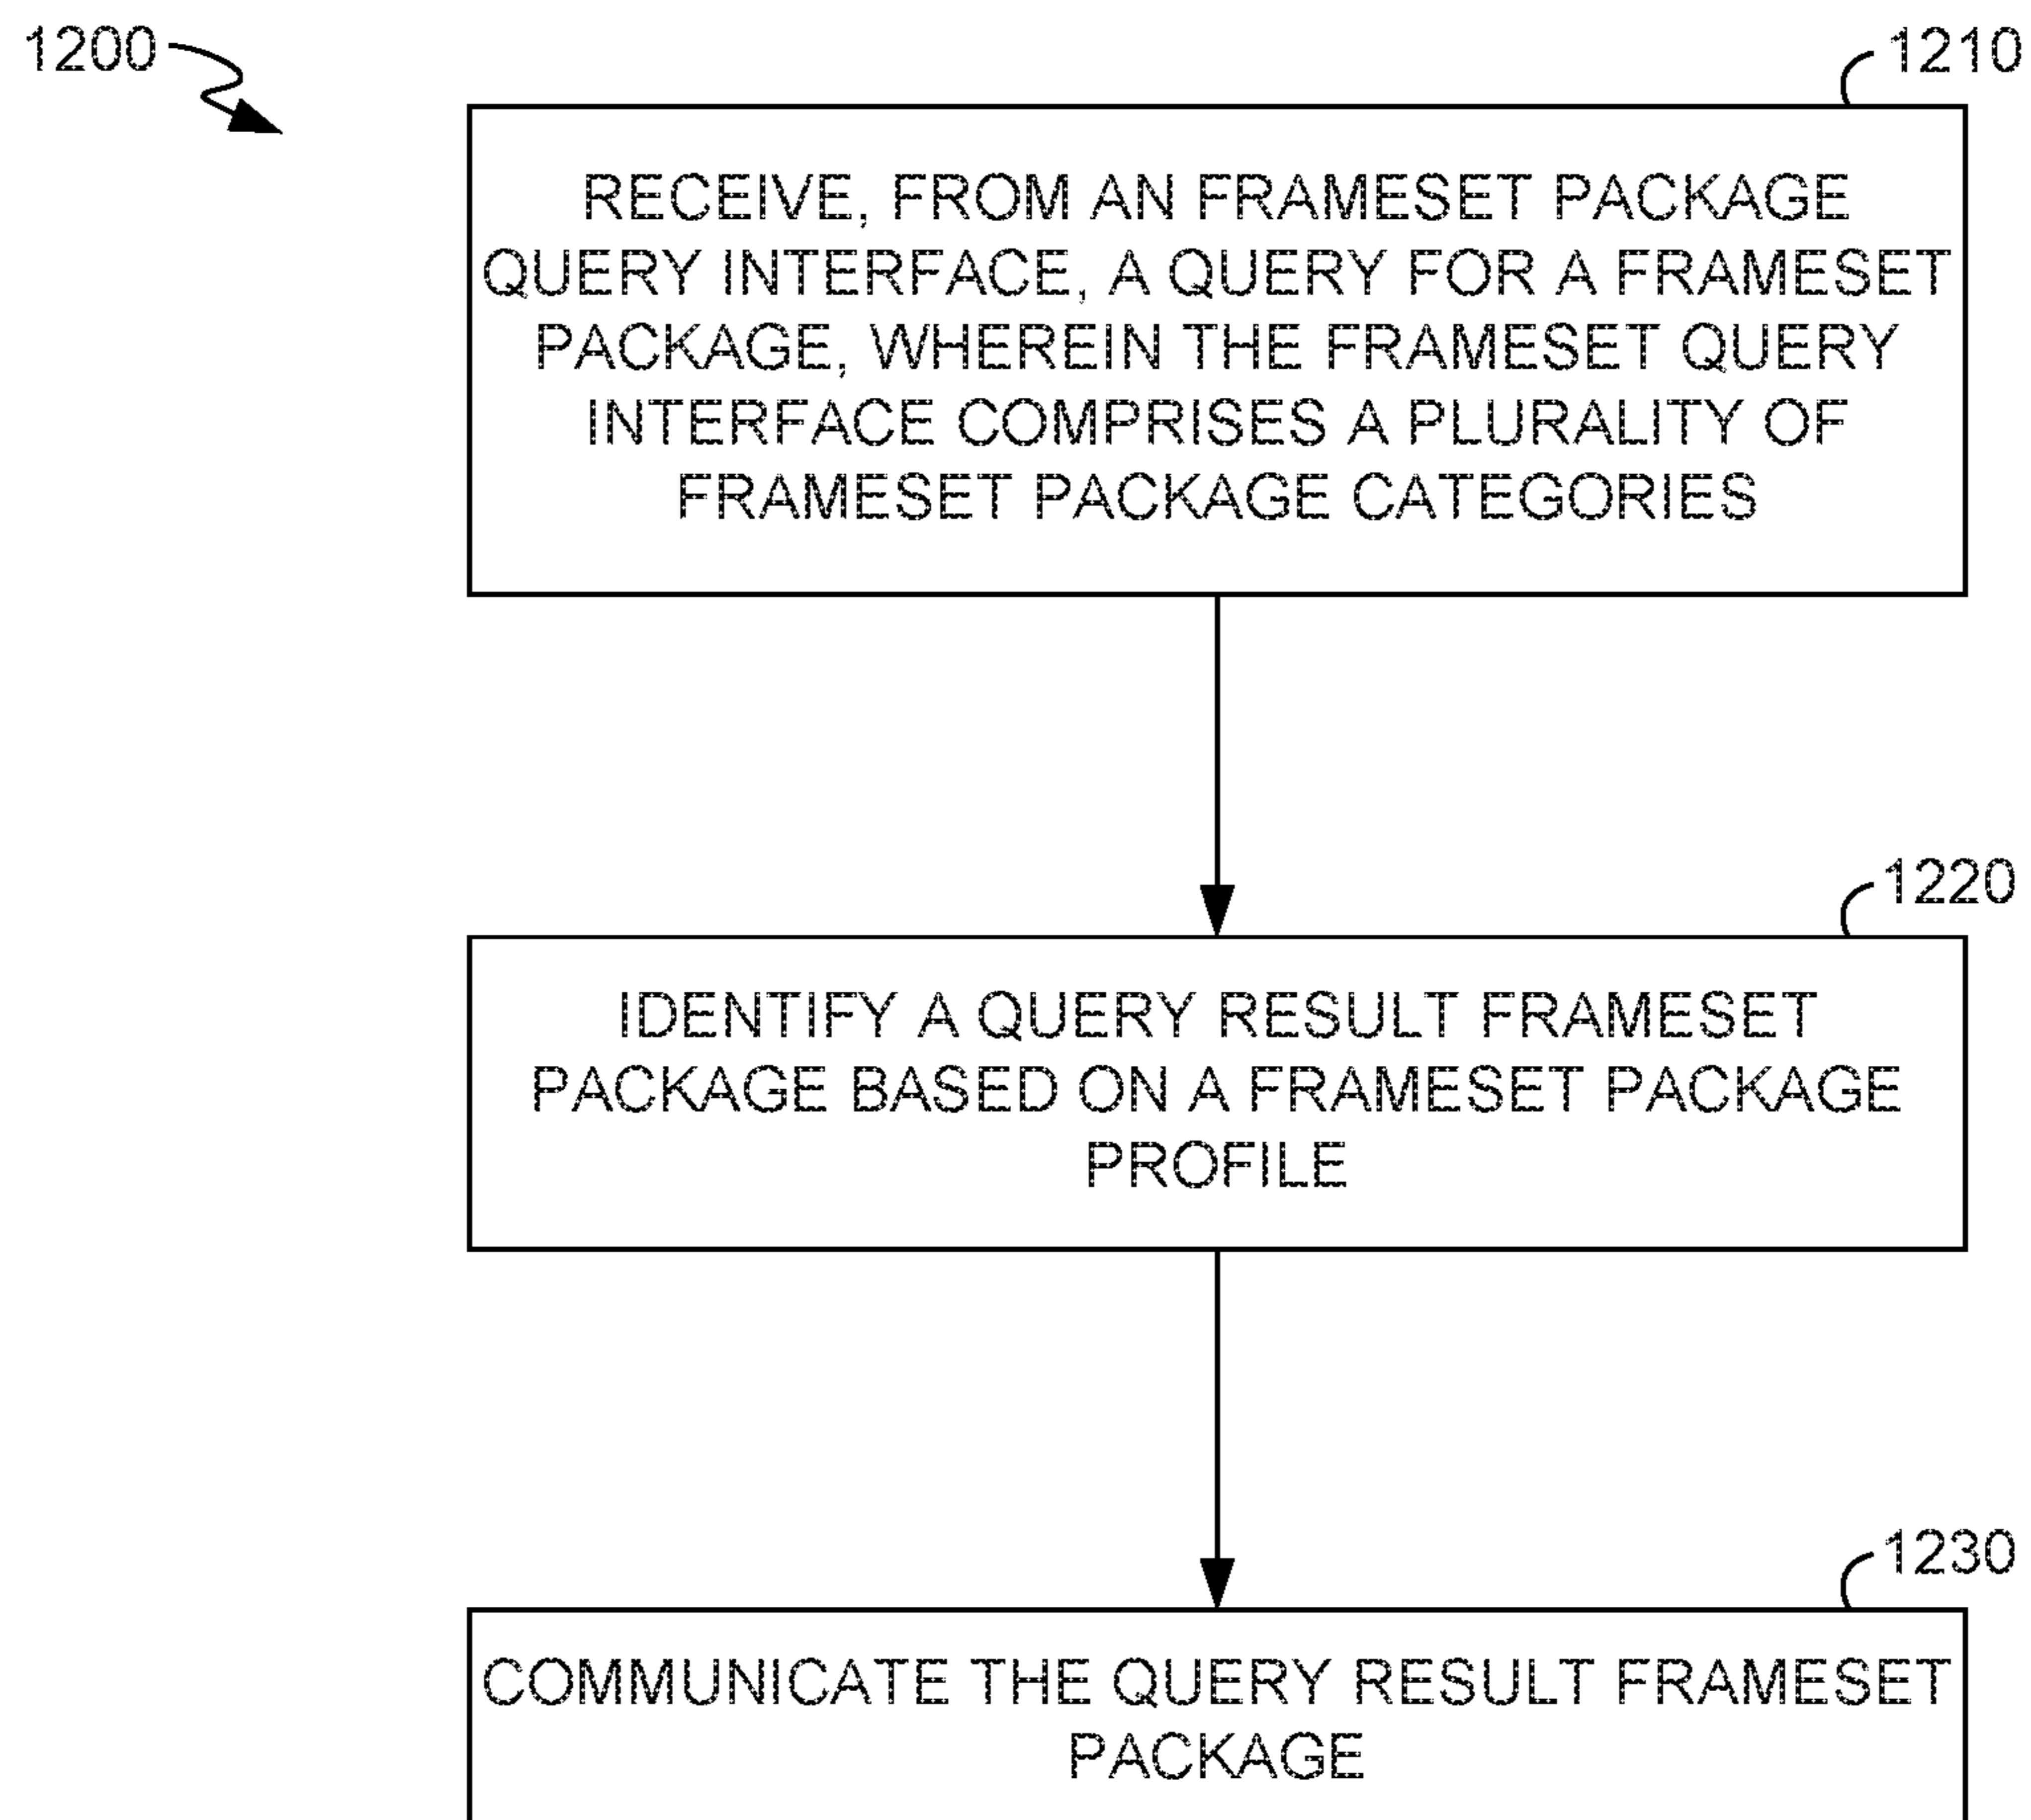 1200
1210
RECEIVE, FROM AN FRAMESET PACKAGE
QUERY INTERFACE, A QUERY FOR A FRAMESET
PACKAGE, WHEREIN THE FRAMESET QUERY
INTERFACE COMPRISES A PLURALITY OF
FRAMESET PACKAGE CATEGORIES
1220
IDENTIFY A QUERY RESULT FRAMESET
PACKAGE BASED ON A FRAMESET PACKAGE
PROFILE
1230
COMMUNICATE THE QUERY RESULT FRAMESET
PACKAGE